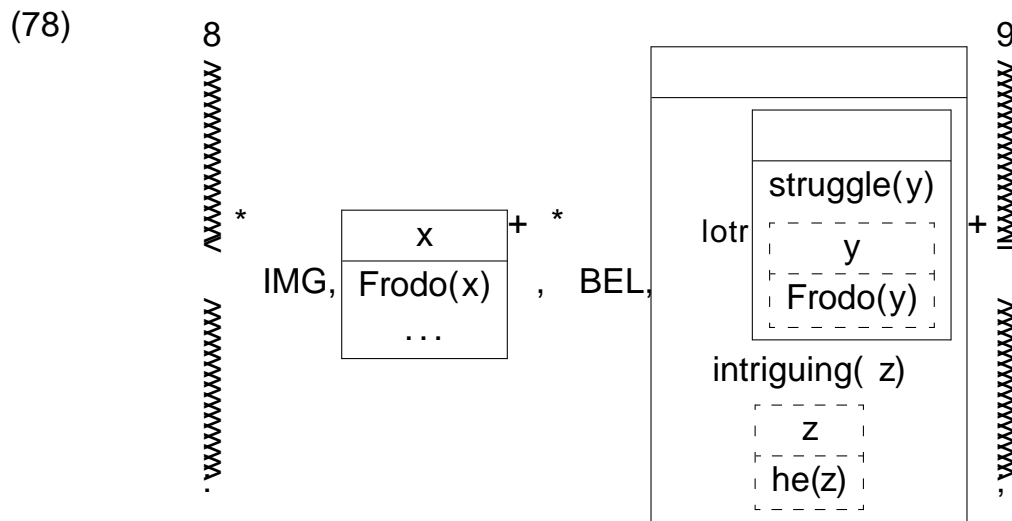 (78)
8 9
* IMG, x + , * BEL, +
Frodo(x)
...
lotr
struggle(y)
y
Frodo(y)
intriguing( z)
z
he(z)
. ,